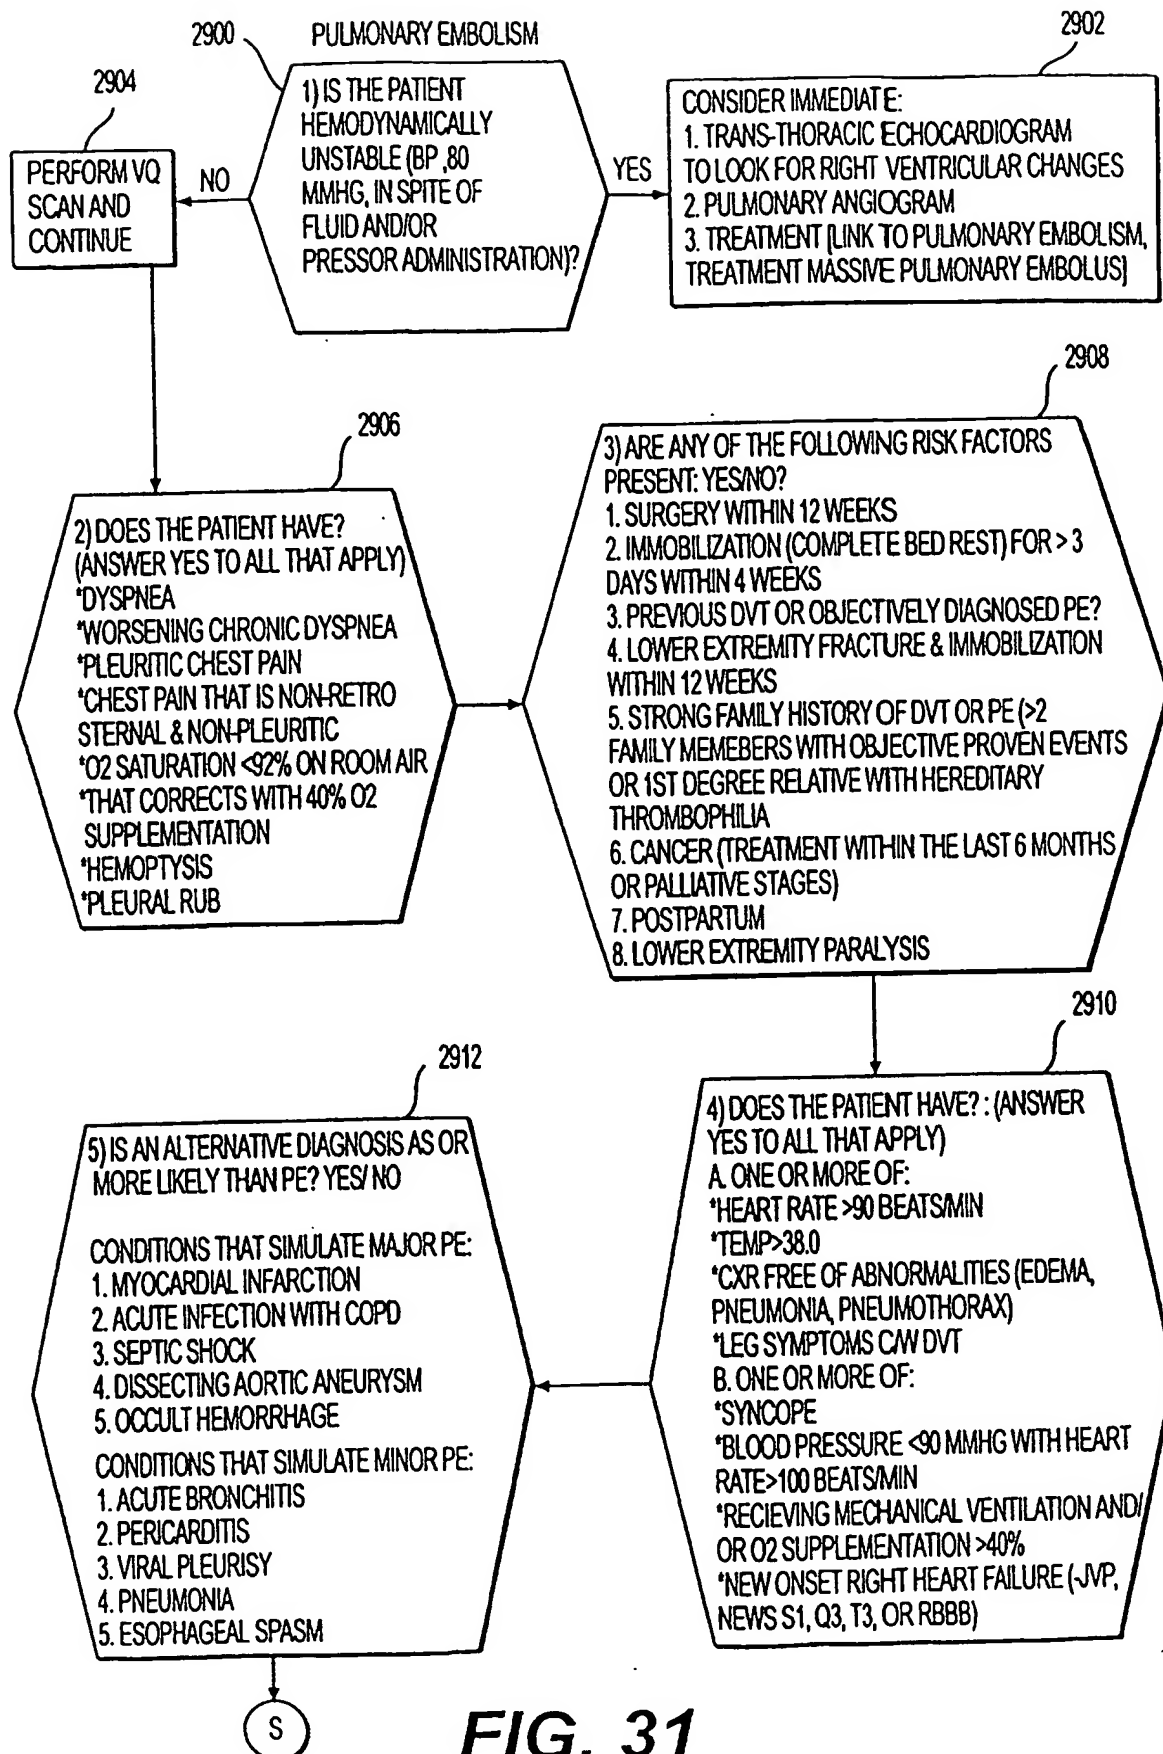 2900
PULMONARY EMBOLISM
2902
2904
1) IS THE PATIENT
HEMODYNAMICALLY
UNSTABLE (BP ,80
MMHG, IN SPITE OF
FLUID AND/OR
PRESSOR ADMINISTRATION)?
CONSIDER IMMEDIATE:
1. TRANS-THORACIC ECHOCARDIOGRAM
TO LOOK FOR RIGHT VENTRICULAR CHANGES
2. PULMONARY ANGIOGRAM
3. TREATMENT [LINK TO PULMONARY EMBOLISM,
TREATMENT MASSIVE PULMONARY EMBOLUS]
PERFORM VQ
SCAN AND
CONTINUE
NO
YES
2906
2908
2) DOES THE PATIENT HAVE?
(ANSWER YES TO ALL THAT APPLY)
*DYSPNEA
*WORSENING CHRONIC DYSPNEA
*PLEURITIC CHEST PAIN
*CHEST PAIN THAT IS NON-RETRO
STERNAL & NON-PLEURITIC
*O2 SATURATION <92% ON ROOM AIR
*THAT CORRECTS WITH 40% O2
SUPPLEMENTATION
*HEMOPTYSIS
*PLEURAL RUB
3) ARE ANY OF THE FOLLOWING RISK FACTORS
PRESENT: YES/NO?
1. SURGERY WITHIN 12 WEEKS
2. IMMOBILIZATION (COMPLETE BED REST) FOR > 3
DAYS WITHIN 4 WEEKS
3. PREVIOUS DVT OR OBJECTIVELY DIAGNOSED PE?
4. LOWER EXTREMITY FRACTURE & IMMOBILIZATION
WITHIN 12 WEEKS
5. STRONG FAMILY HISTORY OF DVT OR PE (>2
FAMILY MEMEBERS WITH OBJECTIVE PROVEN EVENTS
OR 1ST DEGREE RELATIVE WITH HEREDITARY
THROMBOPHILIA
6. CANCER (TREATMENT WITHIN THE LAST 6 MONTHS
OR PALLIATIVE STAGES)
7. POSTPARTUM
8. LOWER EXTREMITY PARALYSIS
2910
2912
4) DOES THE PATIENT HAVE? : (ANSWER
YES TO ALL THAT APPLY)
A. ONE OR MORE OF:
*HEART RATE >90 BEATS/MIN
*TEMP>38.0
*CXR FREE OF ABNORMALITIES (EDEMA,
PNEUMONIA, PNEUMOTHORAX)
*LEG SYMPTOMS C/W DVT
B. ONE OR MORE OF:
*SYNCOPE
*BLOOD PRESSURE <90 MMHG WITH HEART
RATE>100 BEATS/MIN
*RECIEVING MECHANICAL VENTILATION AND/
OR O2 SUPPLEMENTATION >40%
*NEW ONSET RIGHT HEART FAILURE (-JVP,
NEWS S1, Q3, T3, OR RBBB)
5) IS AN ALTERNATIVE DIAGNOSIS AS OR
MORE LIKELY THAN PE? YES/ NO
CONDITIONS THAT SIMULATE MAJOR PE:
1. MYOCARDIAL INFARCTION
2. ACUTE INFECTION WITH COPD
3. SEPTIC SHOCK
4. DISSECTING AORTIC ANEURYSM
5. OCCULT HEMORRHAGE
CONDITIONS THAT SIMULATE MINOR PE:
1. ACUTE BRONCHITIS
2. PERICARDITIS
3. VIRAL PLEURISY
4. PNEUMONIA
5. ESOPHAGEAL SPASM
S
FIG. 31